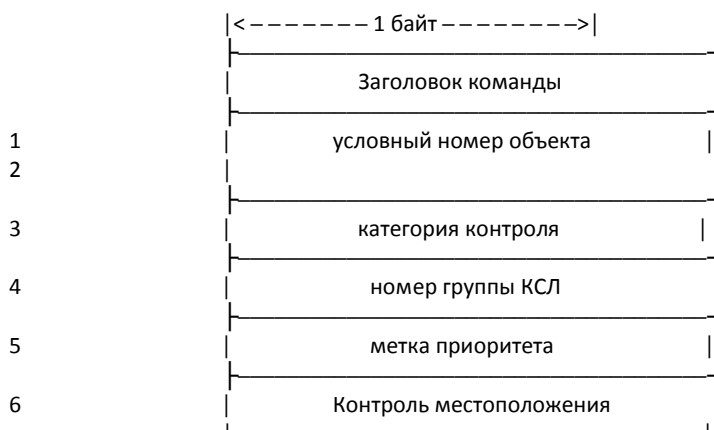 |< – – – – – – – 1 байт – – – – – – – –>|
Заголовок команды
1 условный номер объекта
2
3 категория контроля
4 номер группы КСЛ
5 метка приоритета
6 Контроль местоположения